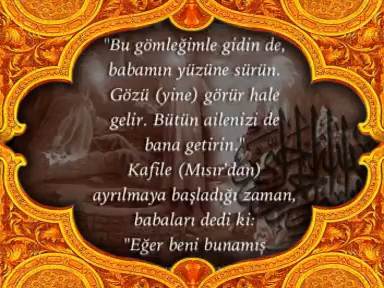 "Bu gömleğimle gidin de,
babamın yüzüne sürün.
Gözü (yine) görür hale
gelir. Bütün ailenizi de
bana getirin."
Kafile (Mısır'dan)
ayrılmaya başladığı zaman,
babaları dedi ki:
"Eğer beni bunamış